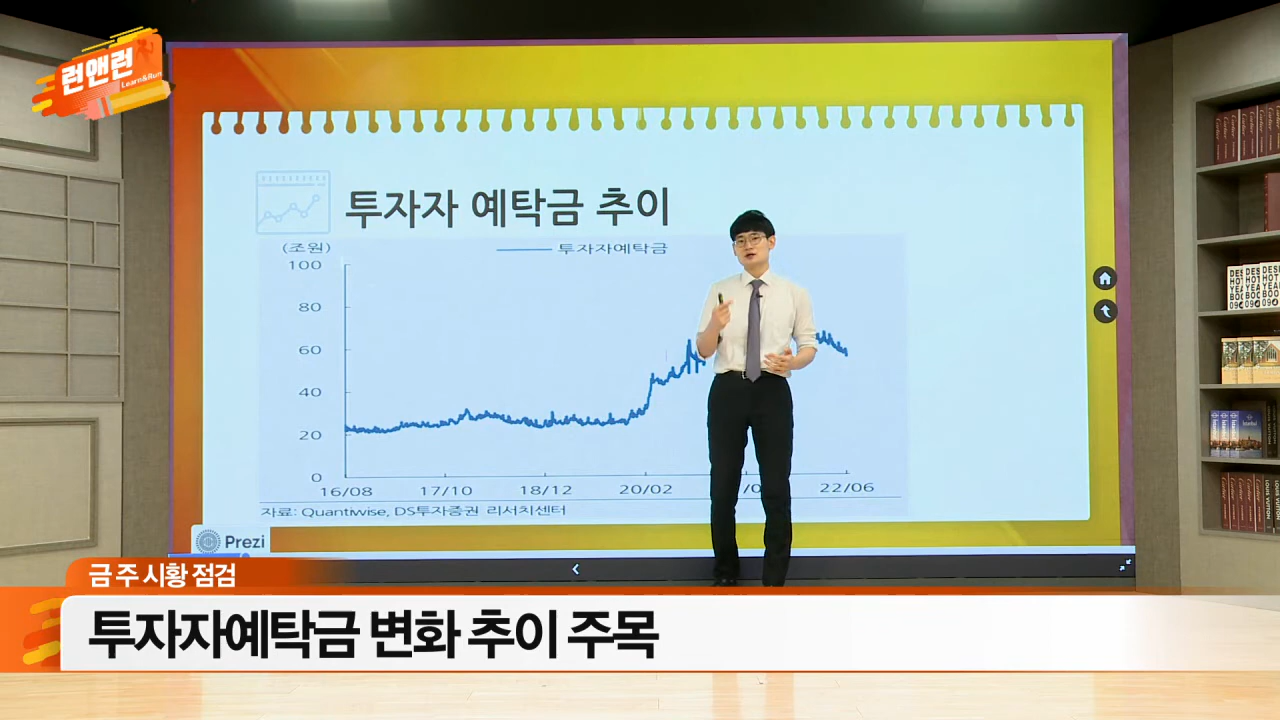 런앤런
Learn&Run
투자자 예탁금 추이
(조원)
투자자예탁금
100
80
60
40
20
0
16/08
17/10
18/12
20/02
22/06
자료: Quantiwise, DS투자증권 리서치센터
Prezi
금주 시황 점검
투자자예탁금 변화 추이 주목